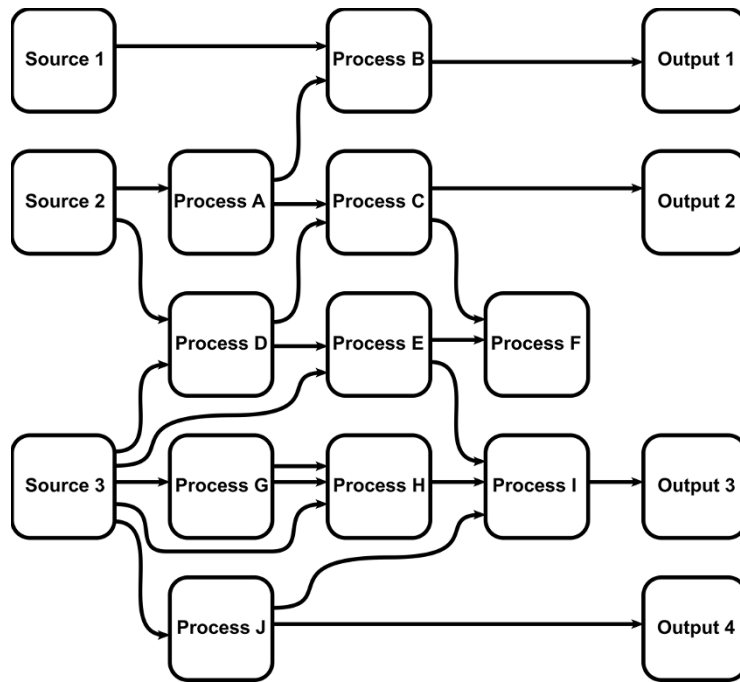 Source 1
Process B
Output 1
Source 2
Process A
Process C
Output 2
Process D
Process E
Process F
Source 3
Process G
Process H
Process I
Output 3
Process J
Output 4